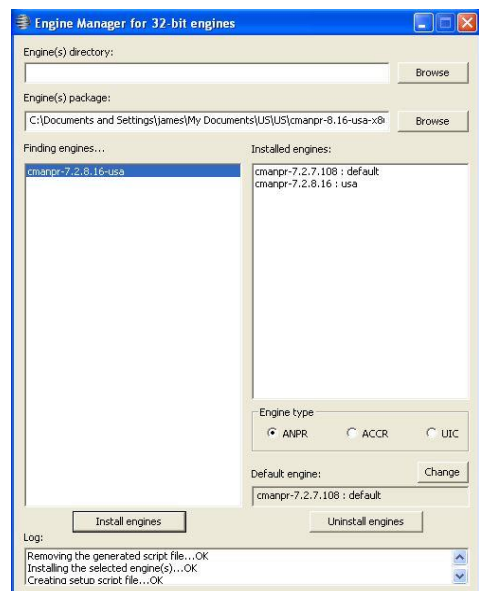 Engine Manager for 32-bit engines
Engine(s) directory:
Browse
Engine(s) package:
C:\Documents and Settings\james\My Documents\US\US\cmanpr-8.16-usa-x8
Browse
Finding engines...
Installed engines:
cmanpr-7.2.8.16-usa
cmanpr-7.2.7.108 : default
cmanpr-7.2.8.16 : usa
Engine type
ANPR ACCR UIC
Default engine:
Change
cmanpr-7.2.7.108 : default
Install engines
Uninstall engines
Log:
Removing the generated script file...OK
Installing the selected engine(s)...OK
Creating setup script file...OK